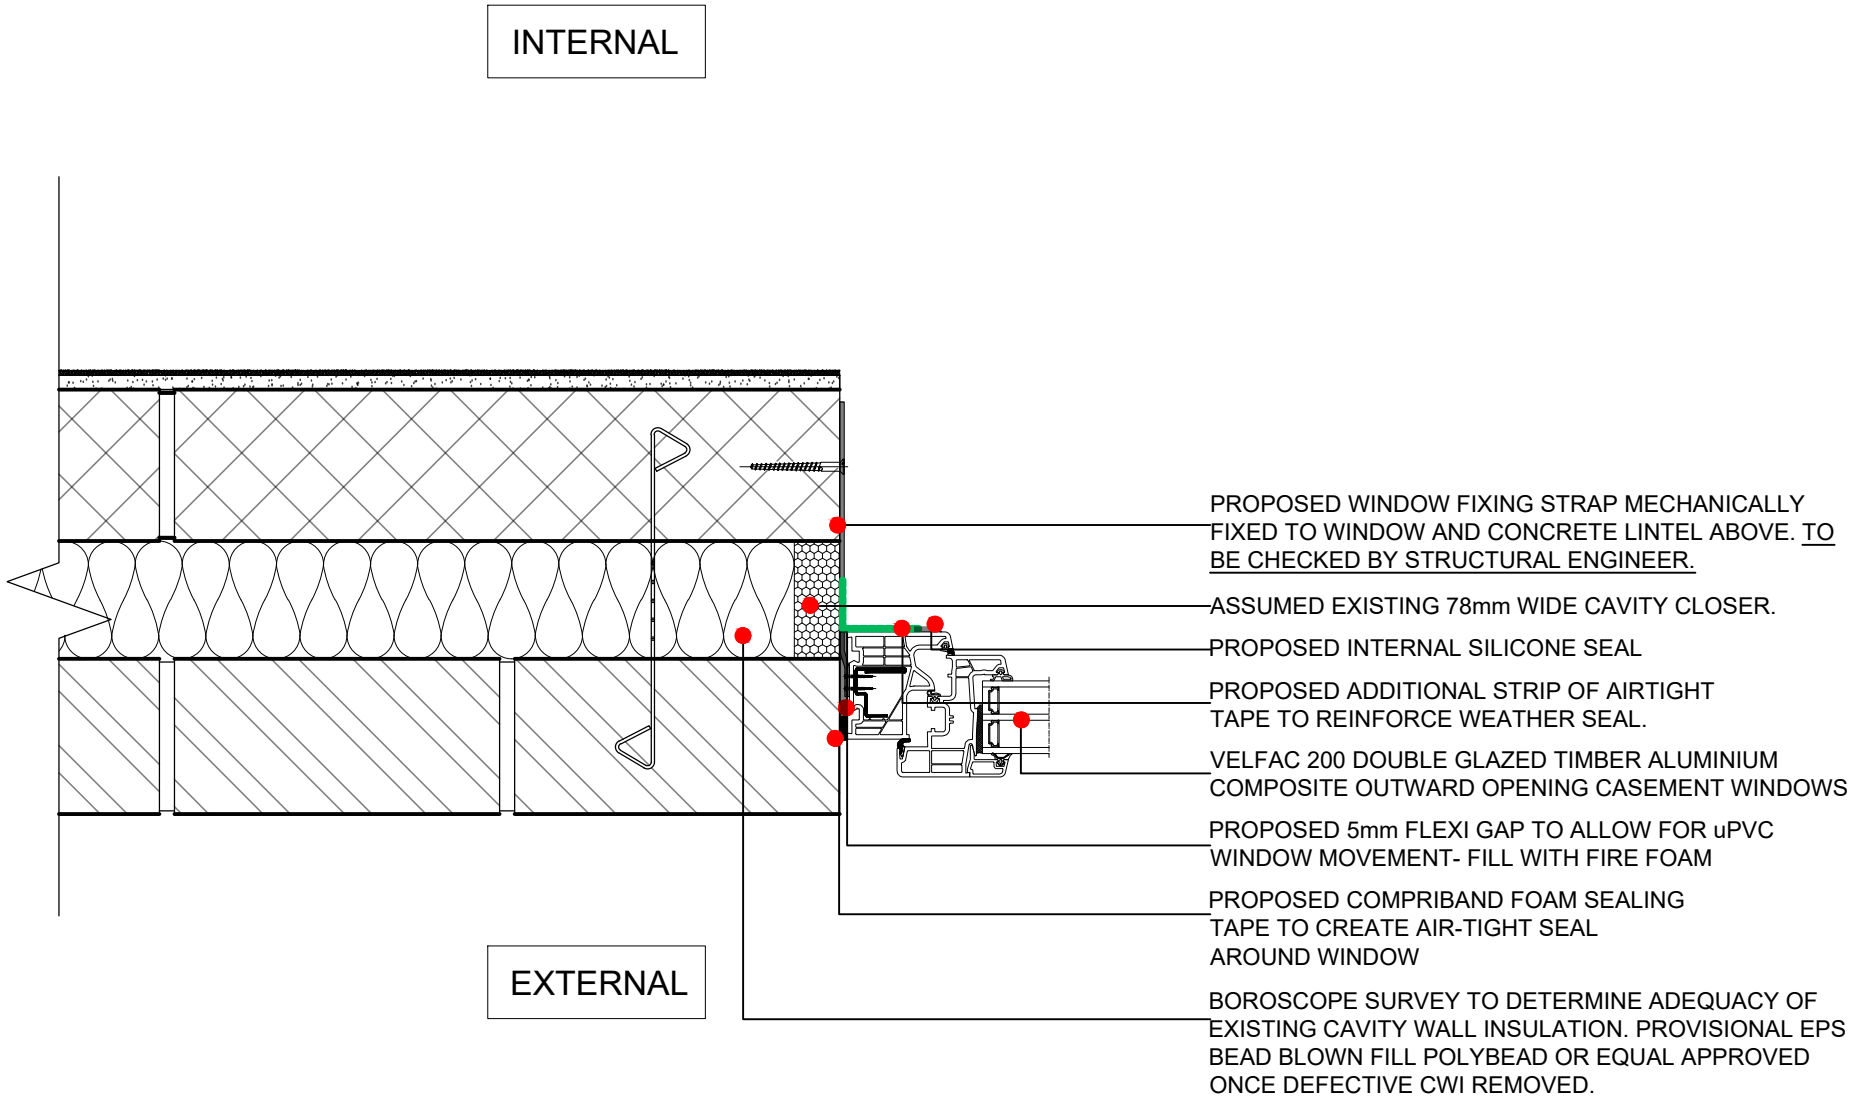 INTERNAL
PROPOSED WINDOW FIXING STRAP MECHANICALLY
FIXED TO WINDOW AND CONCRETE LINTEL ABOVE. TO
BE CHECKED BY STRUCTURAL ENGINEER.
ASSUMED EXISTING 78mm WIDE CAVITY CLOSER.
PROPOSED INTERNAL SILICONE SEAL
PROPOSED ADDITIONAL STRIP OF AIRTIGHT
TAPE TO REINFORCE WEATHER SEAL.
VELFAC 200 DOUBLE GLAZED TIMBER ALUMINIUM
COMPOSITE OUTWARD OPENING CASEMENT WINDOWS
PROPOSED 5mm FLEXI GAP TO ALLOW FOR uPVC
WINDOW MOVEMENT- FILL WITH FIRE FOAM
PROPOSED COMPRIBAND FOAM SEALING
TAPE TO CREATE AIR-TIGHT SEAL
AROUND WINDOW
EXTERNAL
BOROSCOPE SURVEY TO DETERMINE ADEQUACY OF
EXISTING CAVITY WALL INSULATION. PROVISIONAL EPS
BEAD BLOWN FILL POLYBEAD OR EQUAL APPROVED
ONCE DEFECTIVE CWI REMOVED.